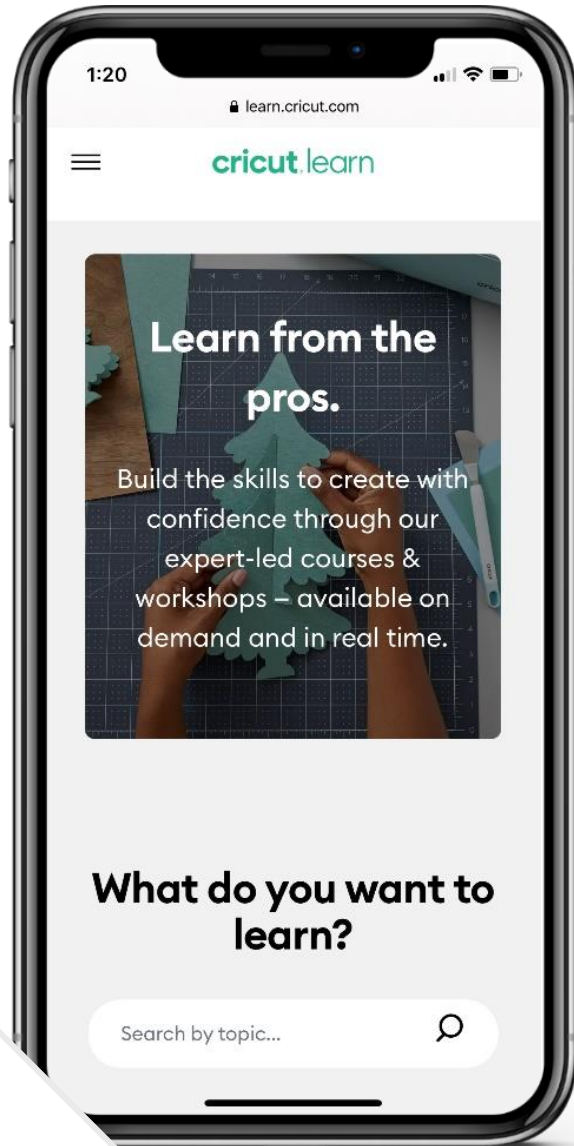 1:20
learn.cricut.com
cricut.learn
Learn from the
pros.
Build the skills to create with
confidence through our
expert-led courses &
workshops – available on
demand and in real time.
What do you want to
learn?
Search by topic...